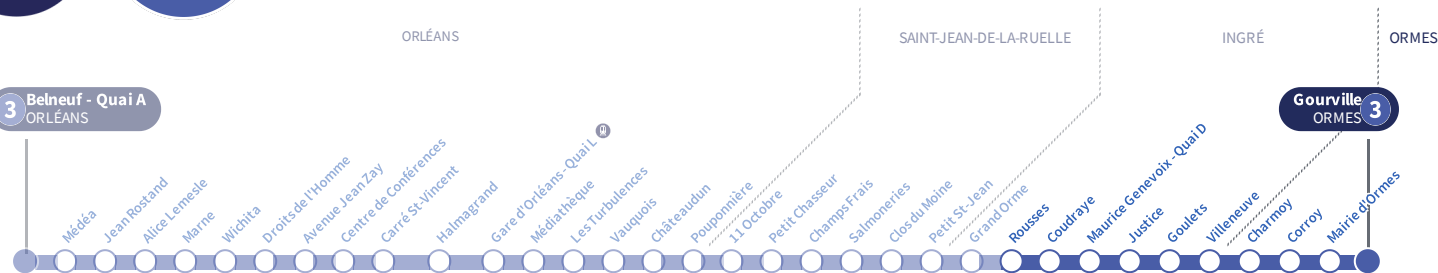 ORLÉANS
SAINT-JEAN-DE-LA-RUELLE
INGRÉ
ORMES
3
Belneuf - Quai A
ORLÉANS
Gourville
ORMES
3
Médéa
Jean Rostand
Alice Lemesle
Marne
Wichita
Droits de l'Homme
Avenue Jean Zay
Centre de Conférences
Carré St-Vincent
Halmagrand
Gare d'Orléans - Quai L
Médiathèque
Les Turbulences
Vauquois
Châteaudun
Pouponnière
11 Octobre
Petit Chasseur
Champs Frais
Salmoneries
Clos du Moine
Petit St-Jean
Grand Orme
Rousses
Coudraye
Maurice Genevoix - Quai D
Justice
Goulets
Villeneuve
Charmoy
Corroy
Mairie d'Ormes